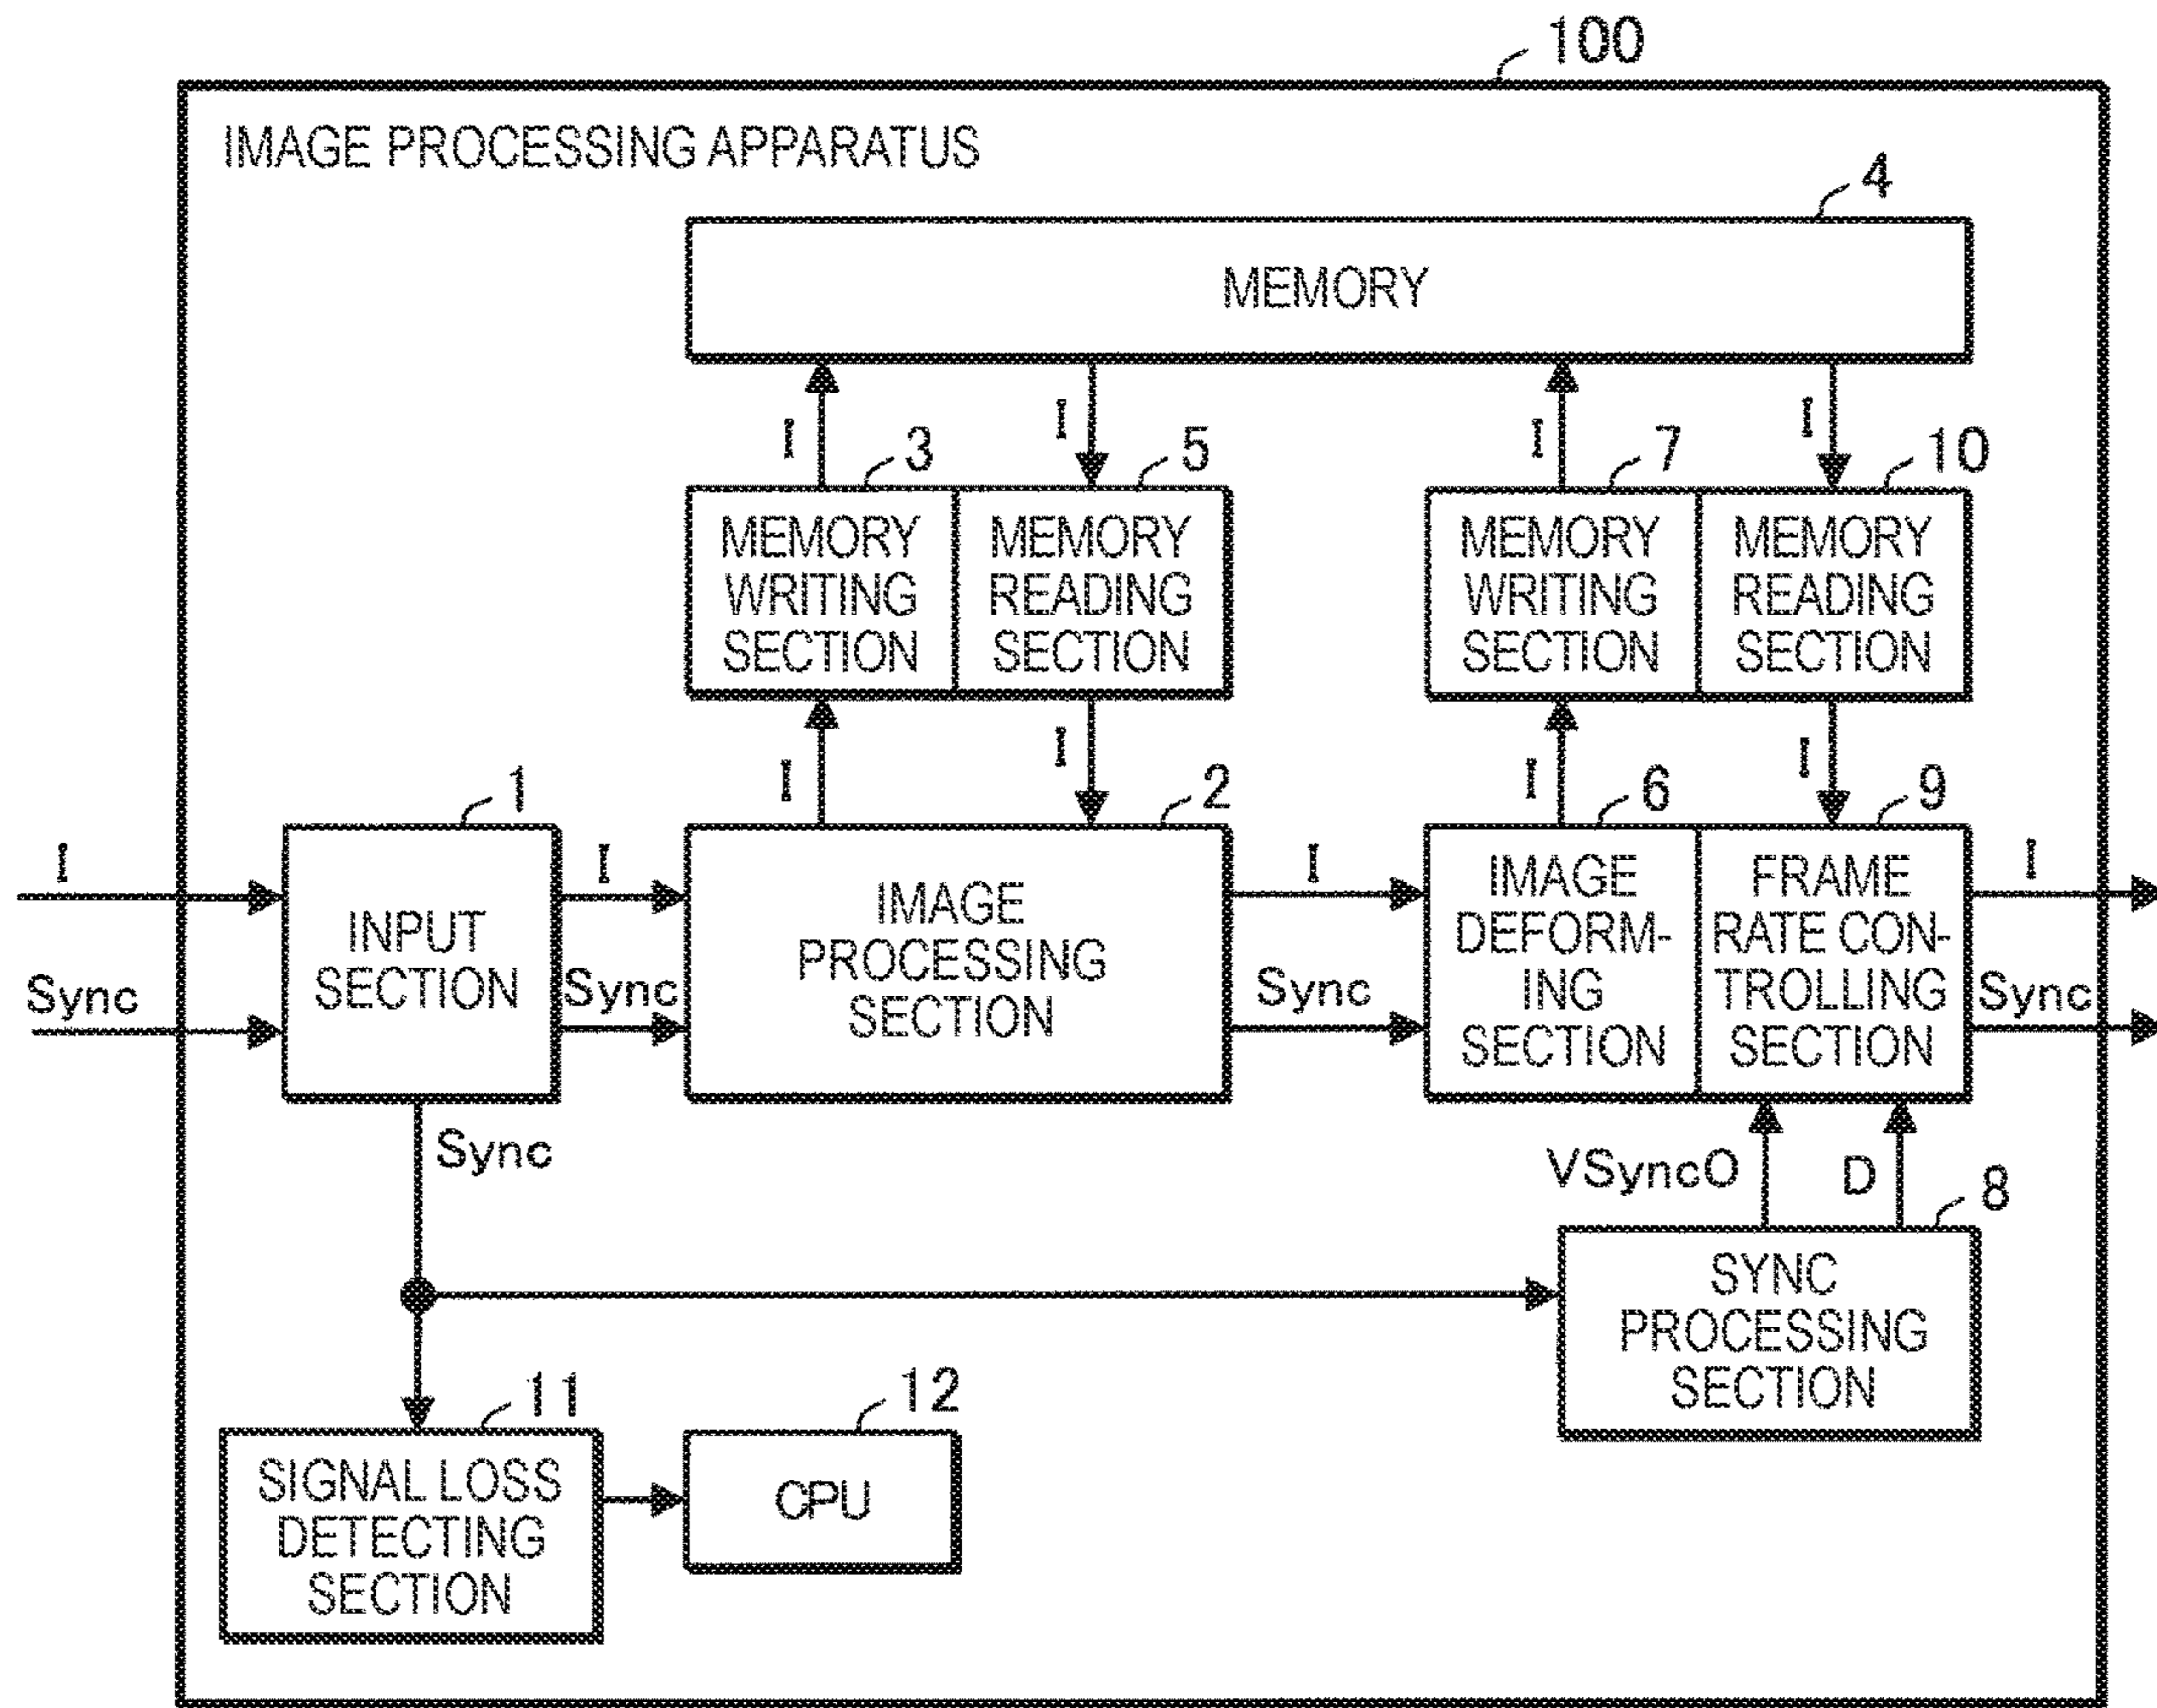 100
IMAGE PROCESSING APPARATUS
4
MEMORY
I
I
I
I
3
5
7
10
MEMORY
WRITING
SECTION
MEMORY
READING
SECTION
MEMORY
WRITING
SECTION
MEMORY
READING
SECTION
I
I
I
I
1
2
6
9
I
Sync
INPUT
SECTION
I
Sync
IMAGE
PROCESSING
SECTION
I
Sync
IMAGE
DEFORM-
ING
SECTION
FRAME
RATE CON-
TROLLING
SECTION
I
Sync
Sync
VSyncO
D
8
SYNC
PROCESSING
SECTION
11
SIGNAL LOSS
DETECTING
SECTION
12
CPU